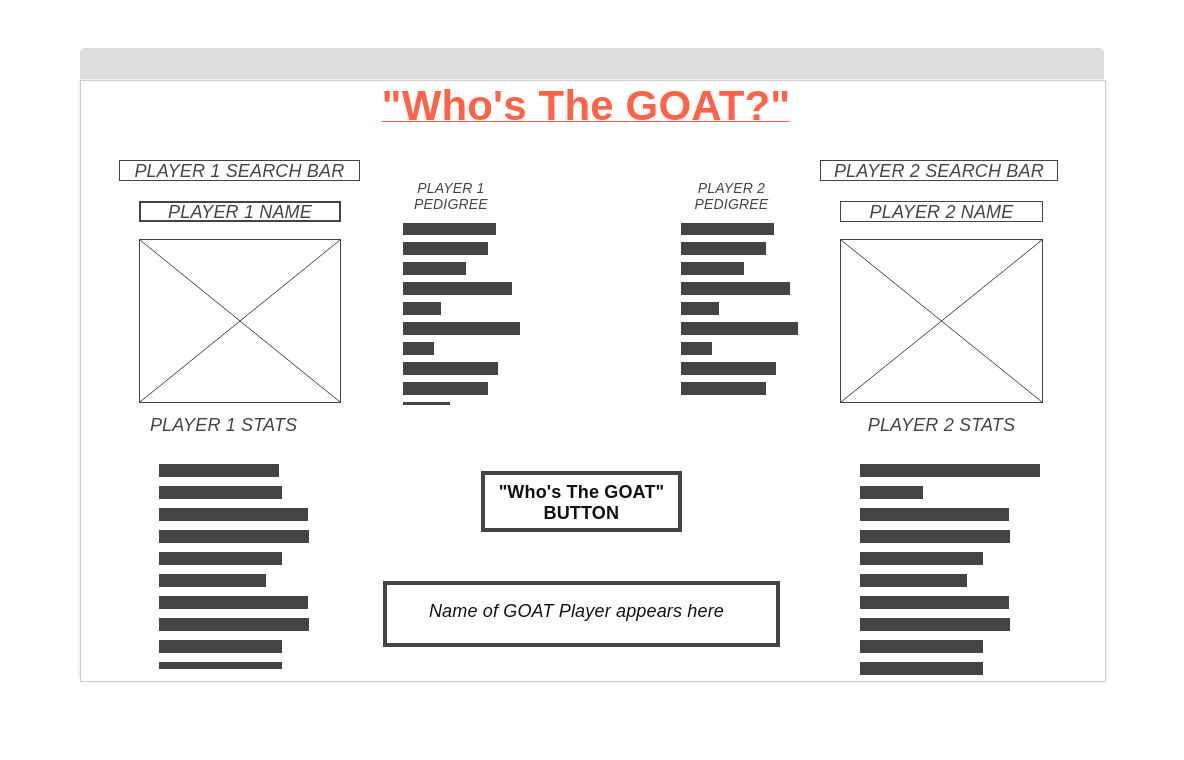 "Who's The GOAT?"
PLAYER 1 SEARCH BAR
PLAYER 2 SEARCH BAR
PLAYER 1
PEDIGREE
PLAYER 2
PEDIGREE
PLAYER 1 NAME
PLAYER 2 NAME
PLAYER 1 STATS
PLAYER 2 STATS
"Who's The GOAT"
BUTTON
Name of GOAT Player appears here